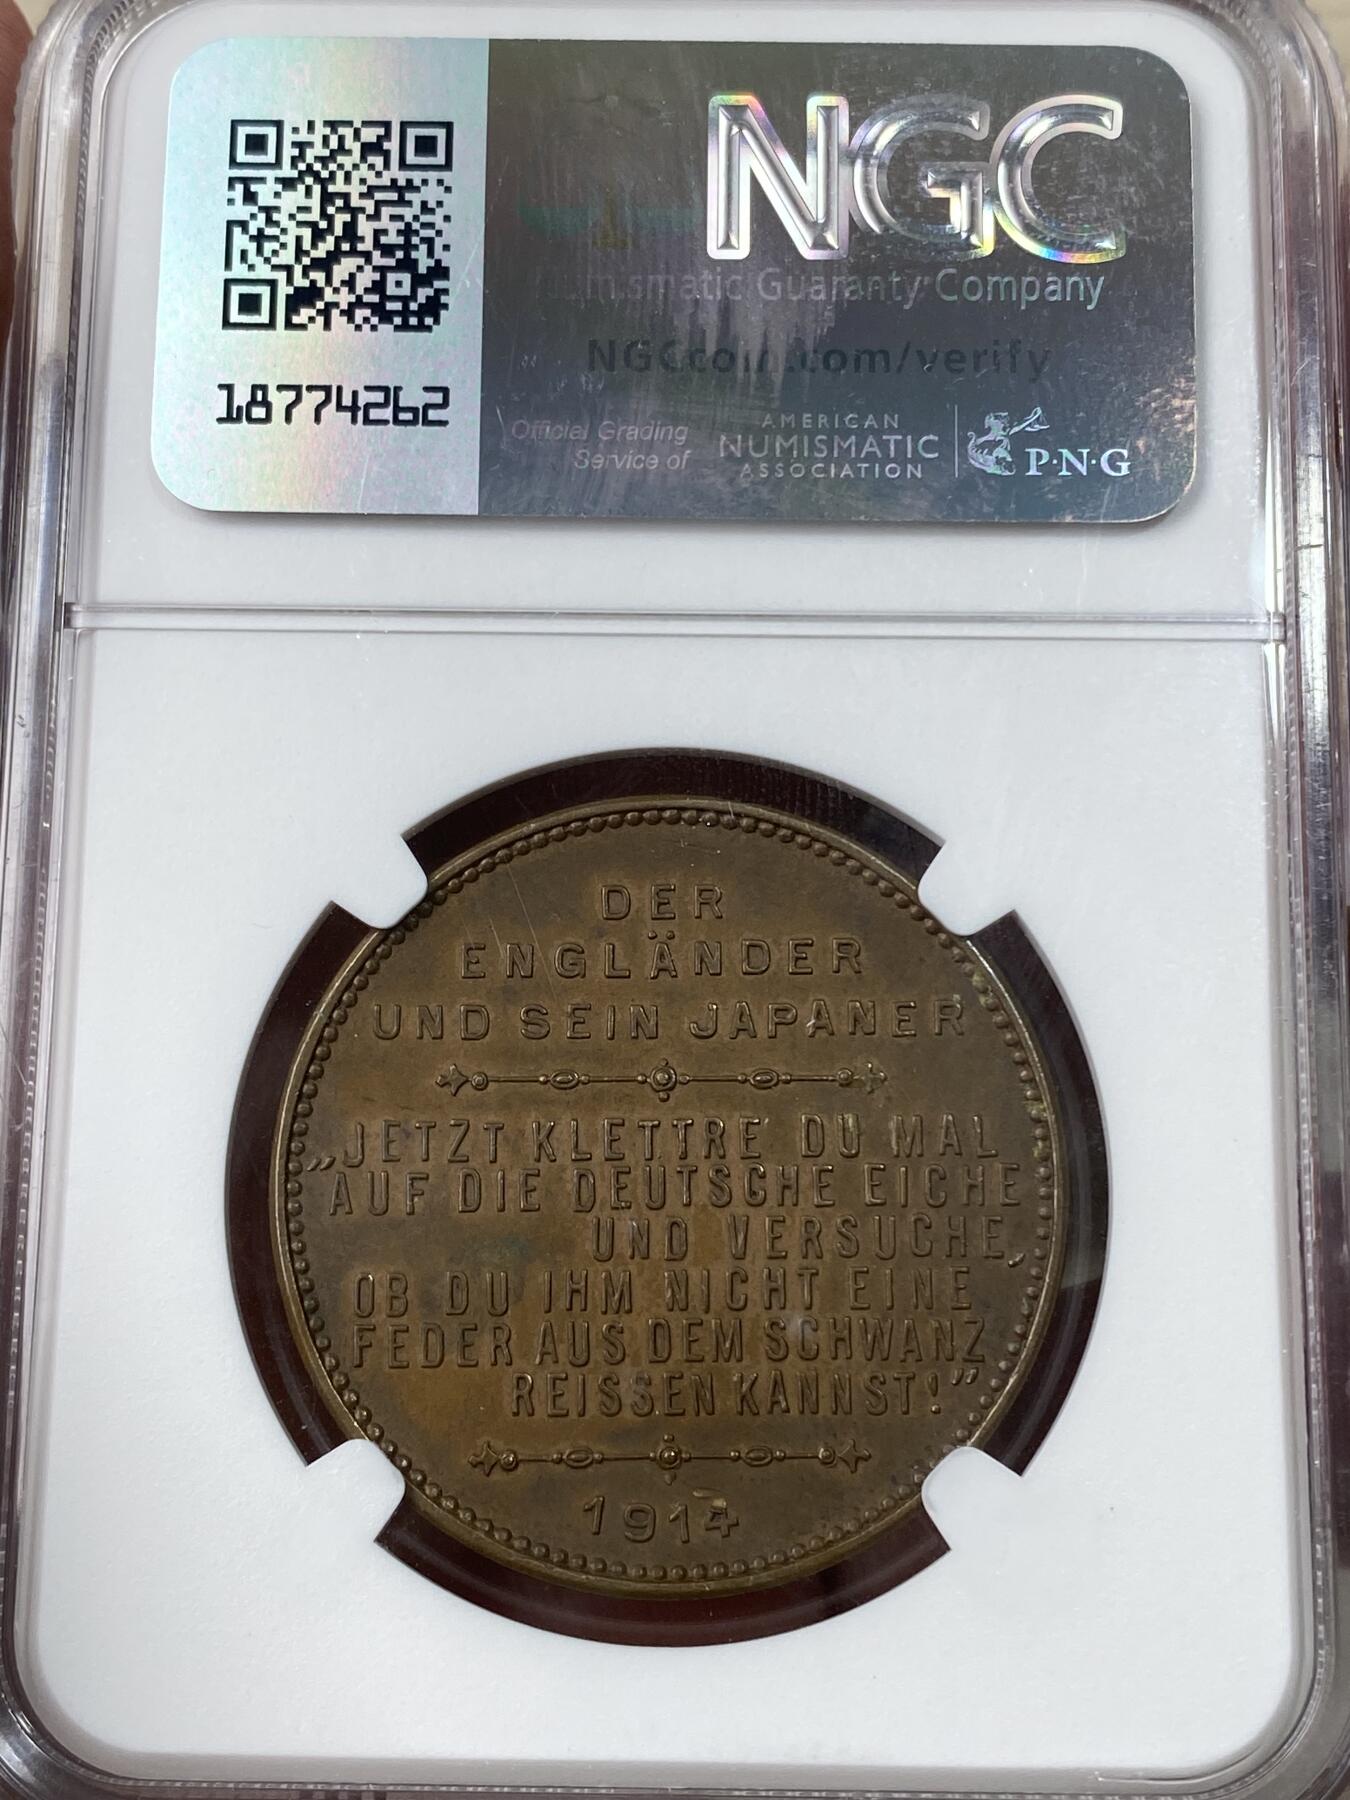 NGC
Numismatic Guaranty Company
NGCcoin.com/verify
18774262
Official Grading
Service of
AMERICAN
NUMISMATIC
ASSOCIATION
P·N·G
DER
ENGLÄNDER
UND SEIN JAPANER
„JETZT KLETTRE DU MAL
AUF DIE DEUTSCHE EICHE
UND VERSUCHE,
OB DU IHM NICHT EINE
FEDER AUS DEM SCHWANZ
REISSEN KANNST!”
1914